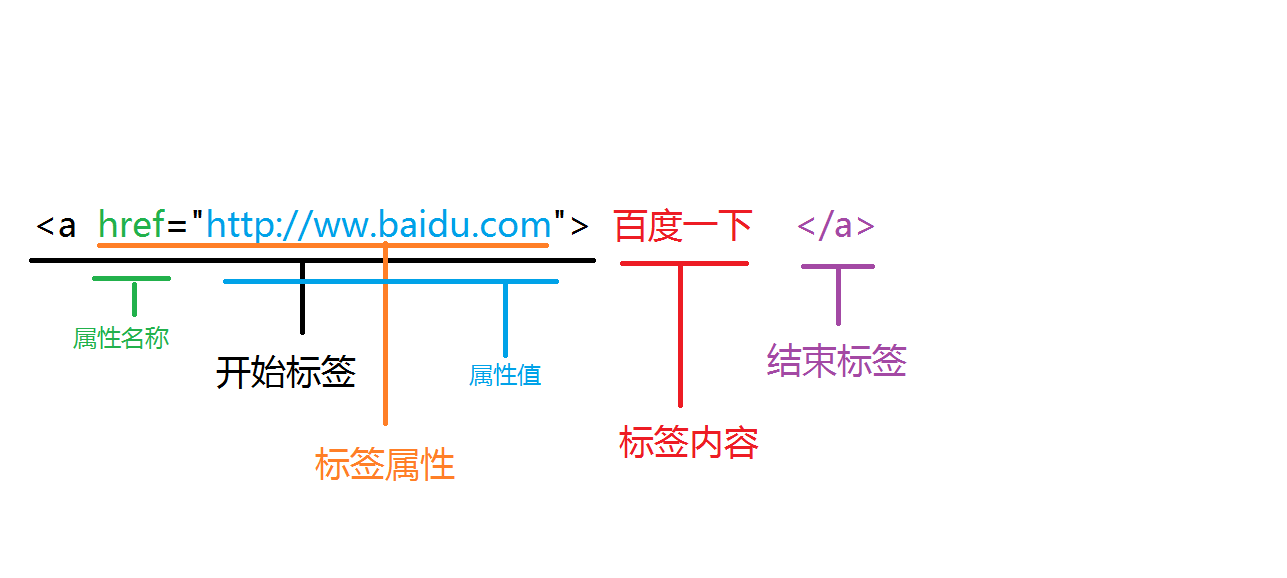 <a href="http://ww.baidu.com"> 百度一下 </a>
属性名称
开始标签
属性值
结束标签
标签内容
标签属性